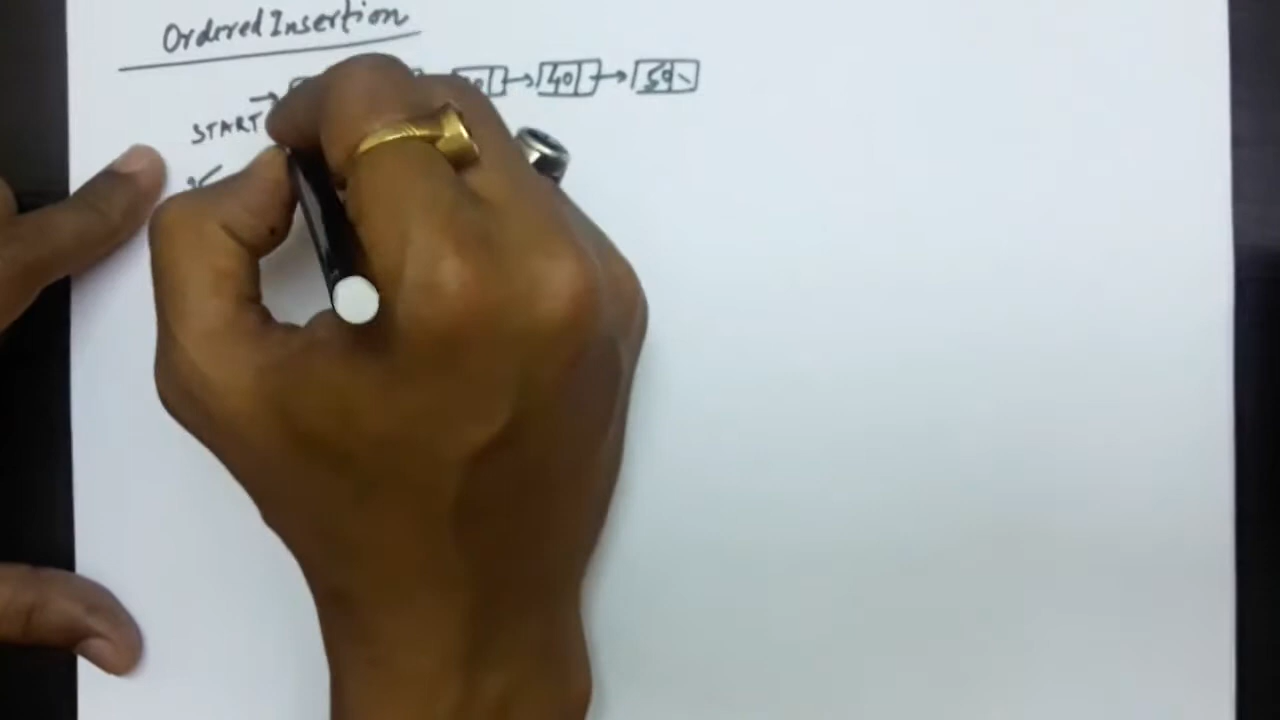 Ordered Insertion
→ 40 → 50
START